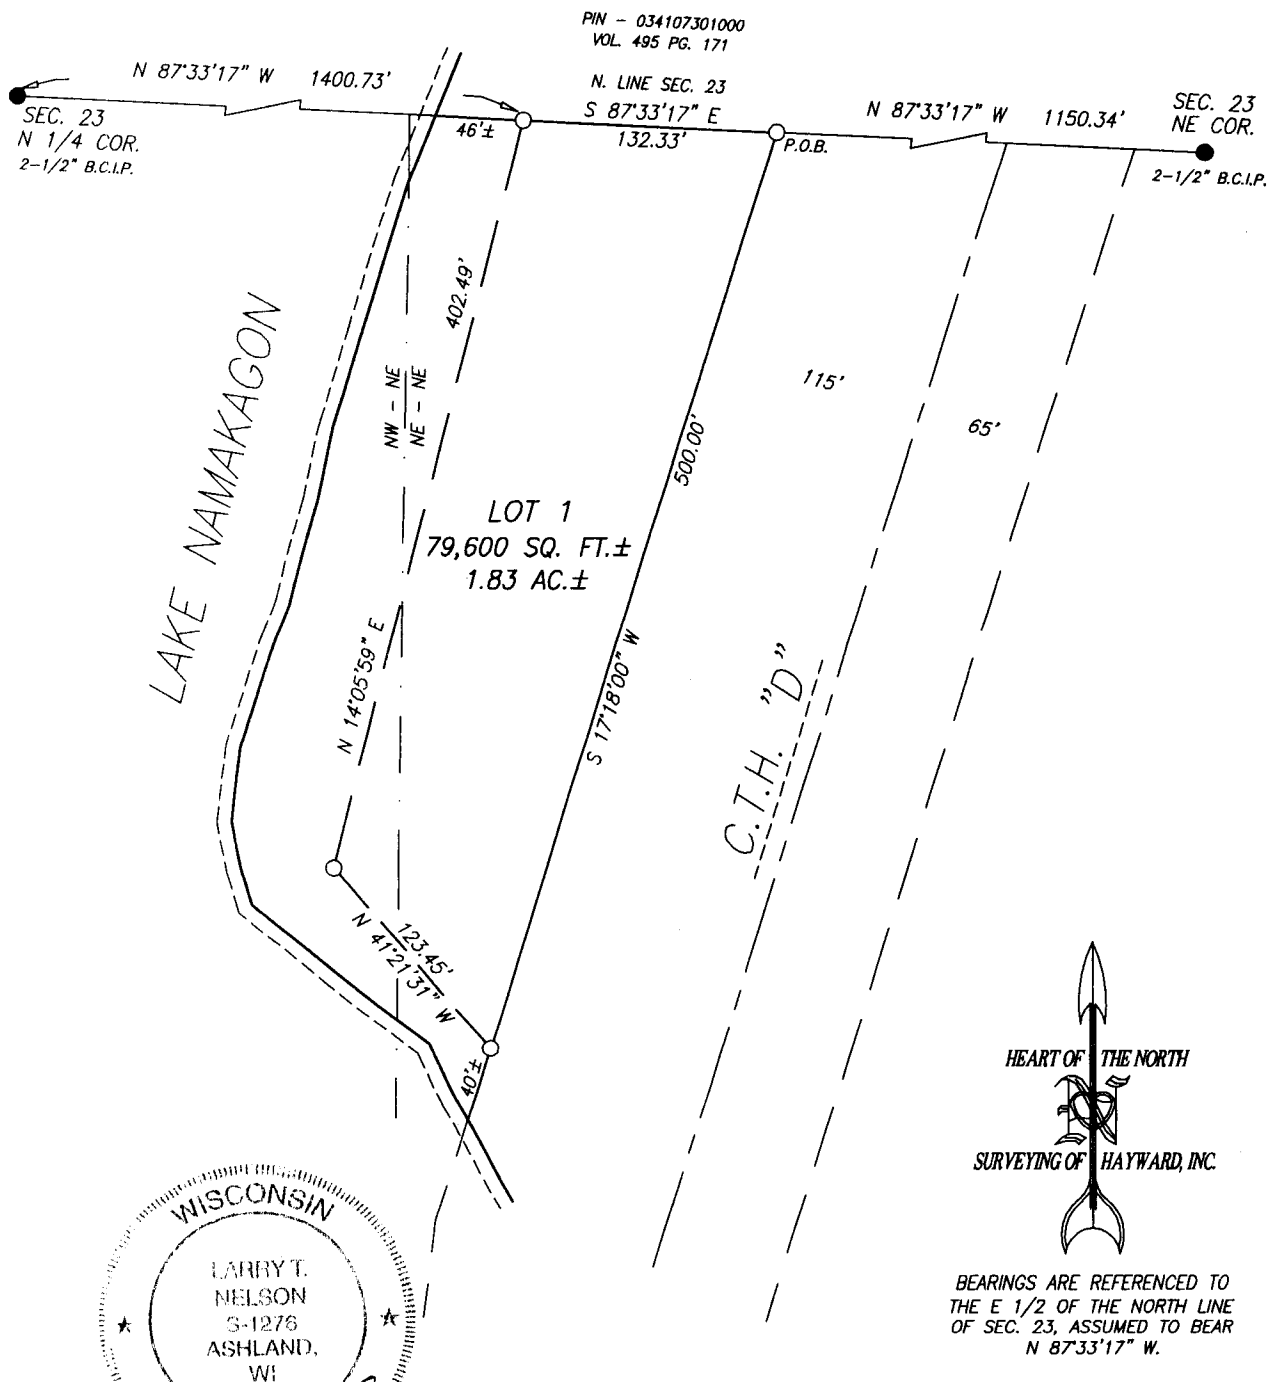 PIN - 034107301000
VOL. 495 PG. 171
N 87°33'17" W 1400.73'
N. LINE SEC. 23
S 87°33'17" E
132.33'
N 87°33'17" W 1150.34'
SEC. 23
NE COR.
2-1/2" B.C.I.P.
SEC. 23
N 1/4 COR.
2-1/2" B.C.I.P.
46'±
P.O.B.
402.49'
LAKE NAMAKAGON
NW - NE
NE - NE
115'
65'
500.00'
LOT 1
79,600 SQ. FT.±
1.83 AC.±
N 14°05'59" E
S 17°18'00" W
C.T.H. "D"
123.45'
N 41°21'31" W
40'±
HEART OF THE NORTH
SURVEYING OF HAYWARD, INC.
BEARINGS ARE REFERENCED TO
THE E 1/2 OF THE NORTH LINE
OF SEC. 23, ASSUMED TO BEAR
N 87°33'17" W.
WISCONSIN
LARRY T.
NELSON
S-1276
ASHLAND,
WI